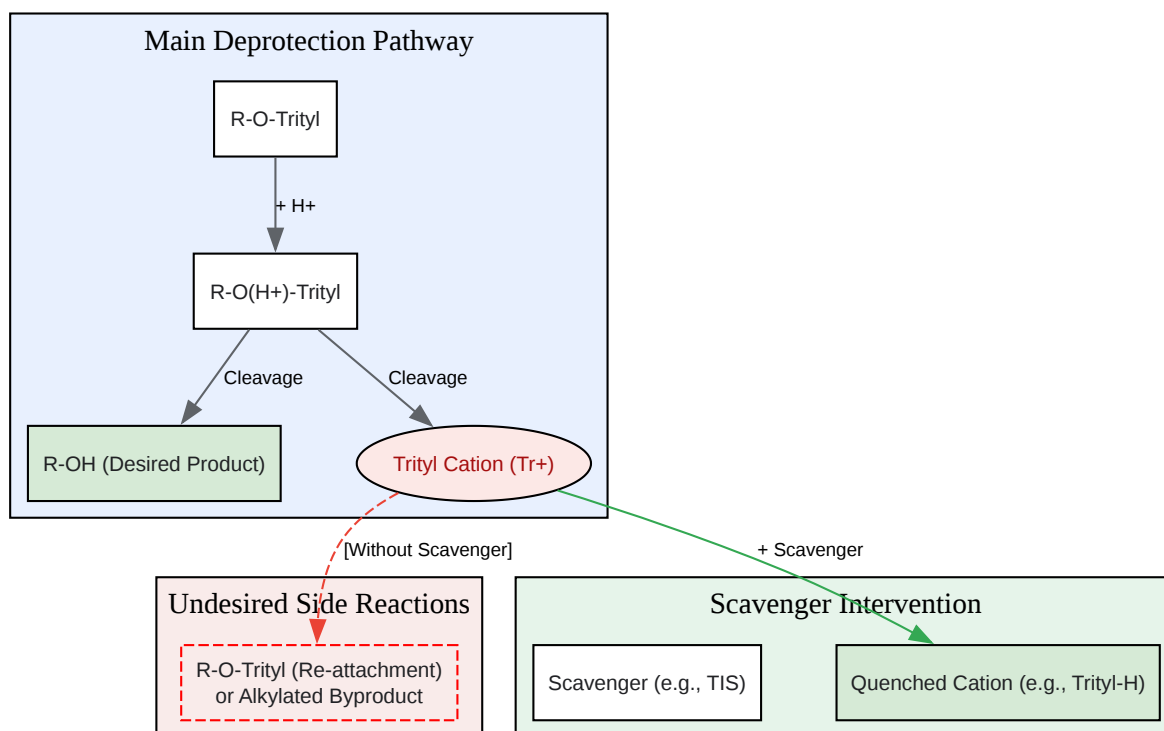 Main Deprotection Pathway
R-O-Trityl
+ H+
R-O(H+)-Trityl
Cleavage
Cleavage
R-OH (Desired Product)
Trityl Cation (Tr+)
[Without Scavenger]
+ Scavenger
Undesired Side Reactions
R-O-Trityl (Re-attachment)
or Alkylated Byproduct
Scavenger Intervention
Scavenger (e.g., TIS)
Quenched Cation (e.g., Trityl-H)